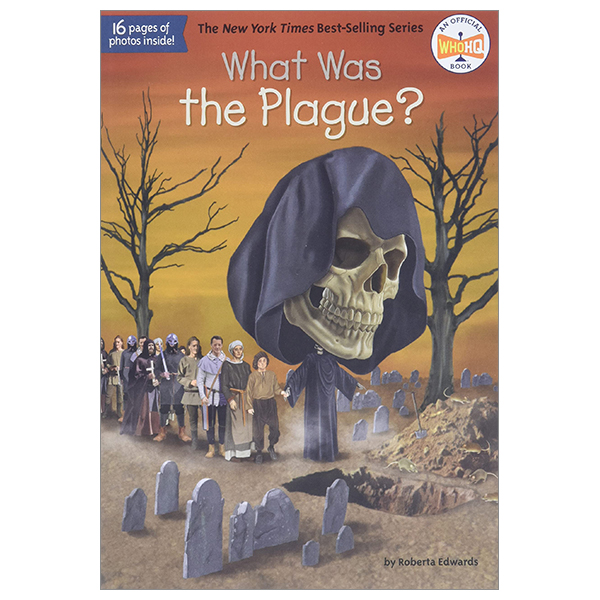 16 pages of
photos inside!
The New York Times Best-Selling Series
AN OFFICIAL
WHOHQ
BOOK
What Was
the Plague?
by Roberta Edwards